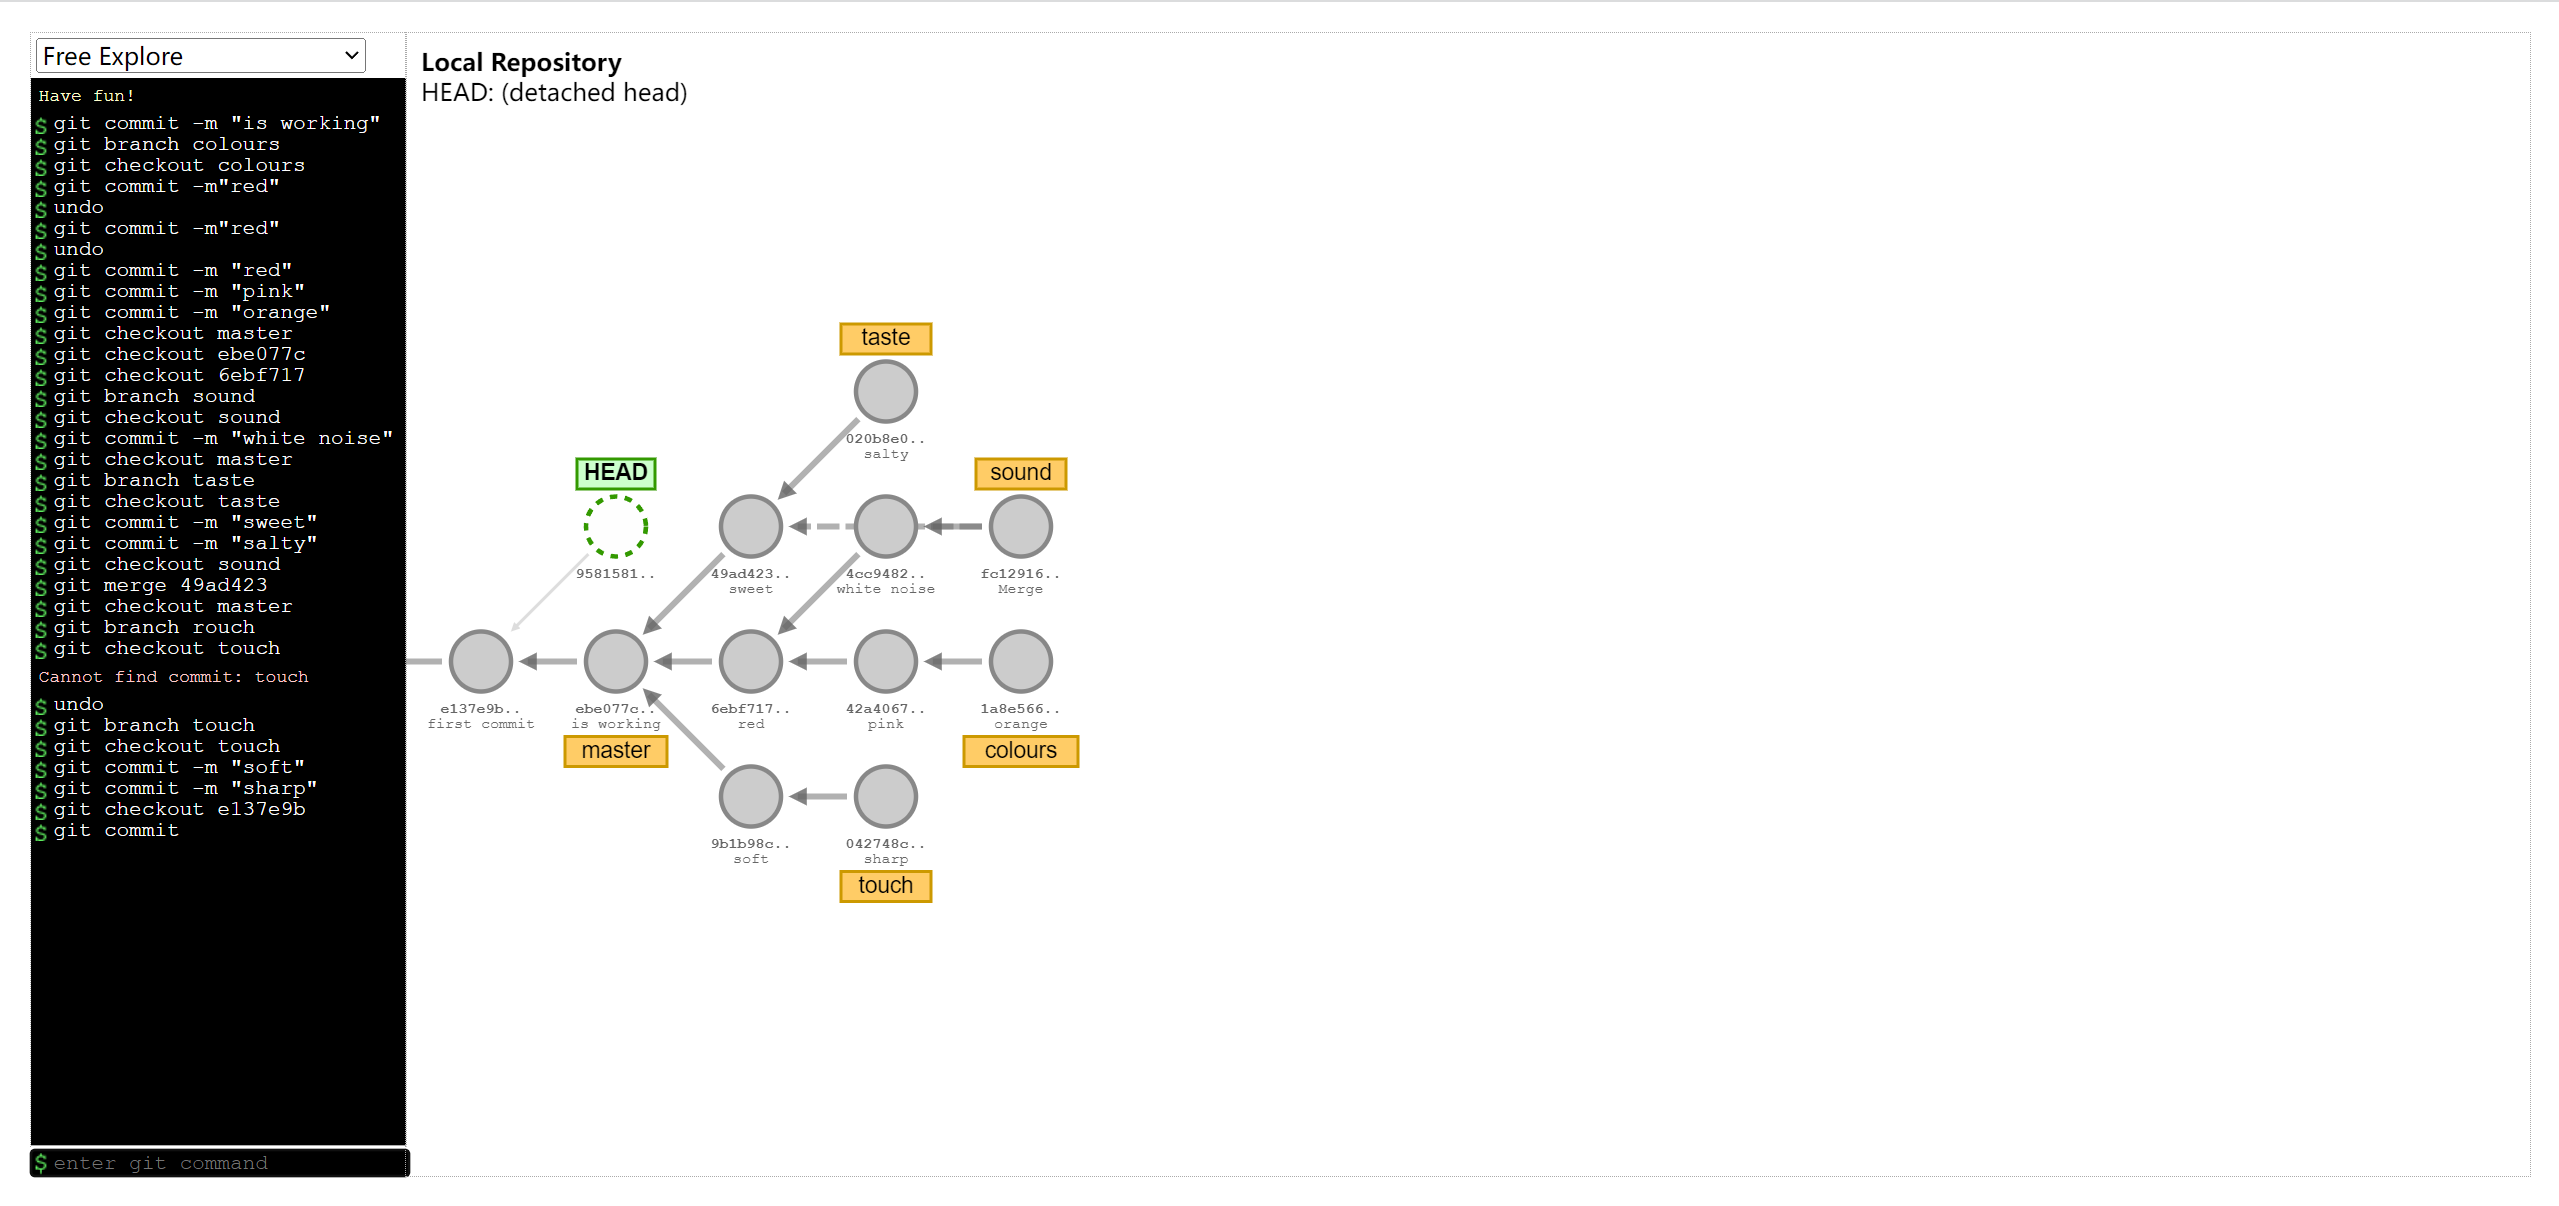 Free Explore
Have fun!
$ git commit -m "is working"
$ git branch colours
$ git checkout colours
$ git commit -m"red"
$ undo
$ git commit -m"red"
$ undo
$ git commit -m "red"
$ git commit -m "pink"
$ git commit -m "orange"
$ git checkout master
$ git checkout ebe077c
$ git checkout 6ebf717
$ git branch sound
$ git checkout sound
$ git commit -m "white noise"
$ git checkout master
$ git branch taste
$ git checkout taste
$ git commit -m "sweet"
$ git commit -m "salty"
$ git checkout sound
$ git merge 49ad423
$ git checkout master
$ git branch rouch
$ git checkout touch
Cannot find commit: touch
$ undo
$ git branch touch
$ git checkout touch
$ git commit -m "soft"
$ git commit -m "sharp"
$ git checkout e137e9b
$ git commit
$ enter git command
Local Repository
HEAD: (detached head)
taste
020b8e0..
salty
HEAD
sound
9581581..
49ad423..
sweet
4cc9482..
white noise
fc12916..
Merge
e137e9b..
first commit
ebe077c..
is working
6ebf717..
red
42a4067..
pink
1a8e566..
orange
master
colours
9b1b98c..
soft
042748c..
sharp
touch